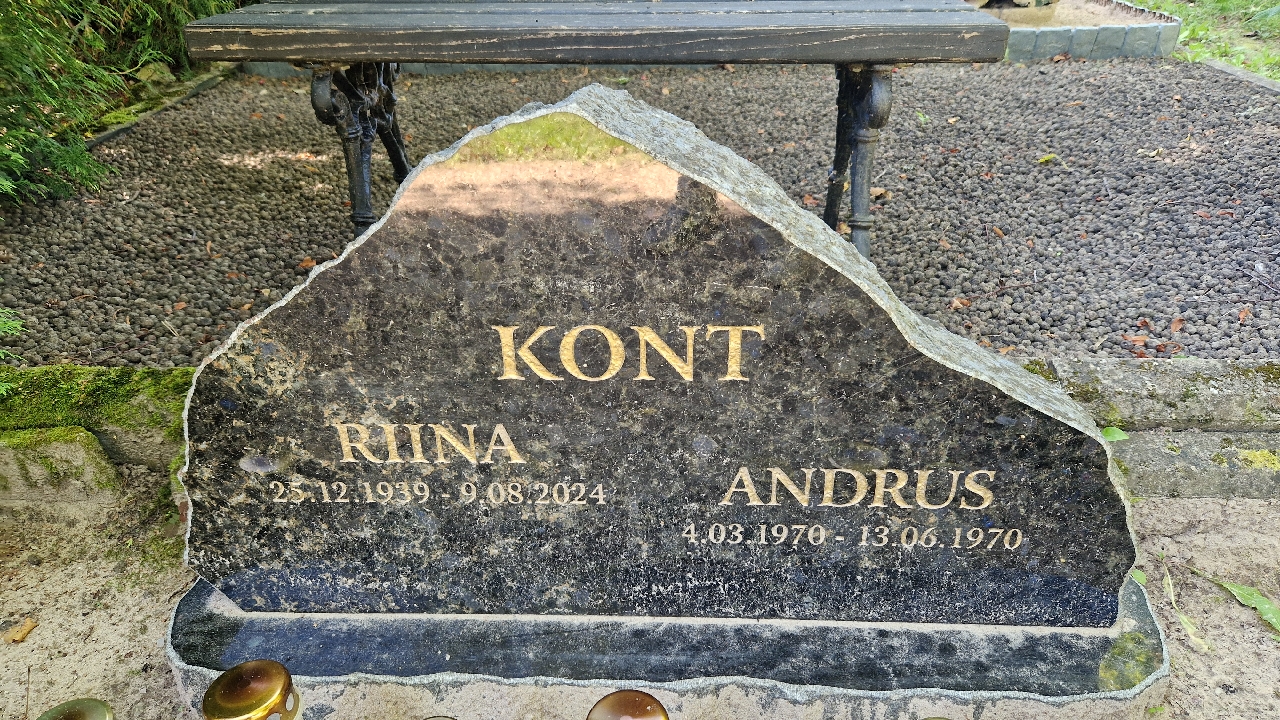 KONT
RIINA
25.12.1939 - 9.08.2024
ANDRUS
4.03.1970 - 13.06.1970